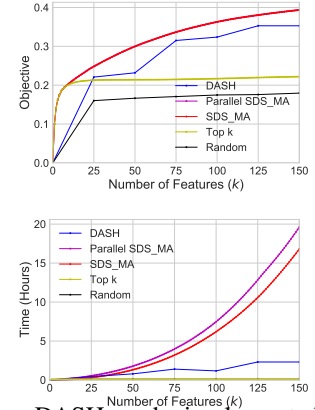 0.4
0.3
0.2
0.1
0.0
Objective
DASH
Parallel SDS_MA
SDS_MA
Top k
Random
0 25 50 75 100 125 150
Number of Features (k)
20
15
10
5
0
Time (Hours)
DASH
Parallel SDS_MA
SDS_MA
Top k
Random
0 25 50 75 100 125 150
Number of Features (k)
DASH